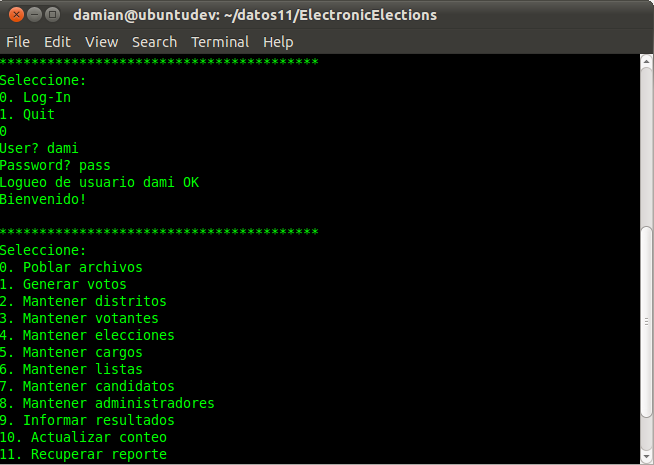 damian@ubuntudev: ~/datos11/ElectronicElections
File Edit View Search Terminal Help
****************************************
Seleccione:
0. Log-In
1. Quit
0
User? dami
Password? pass
Logueo de usuario dami OK
Bienvenido!
****************************************
Seleccione:
0. Poblar archivos
1. Generar votos
2. Mantener distritos
3. Mantener votantes
4. Mantener elecciones
5. Mantener cargos
6. Mantener listas
7. Mantener candidatos
8. Mantener administradores
9. Informar resultados
10. Actualizar conteo
11. Recuperar reporte